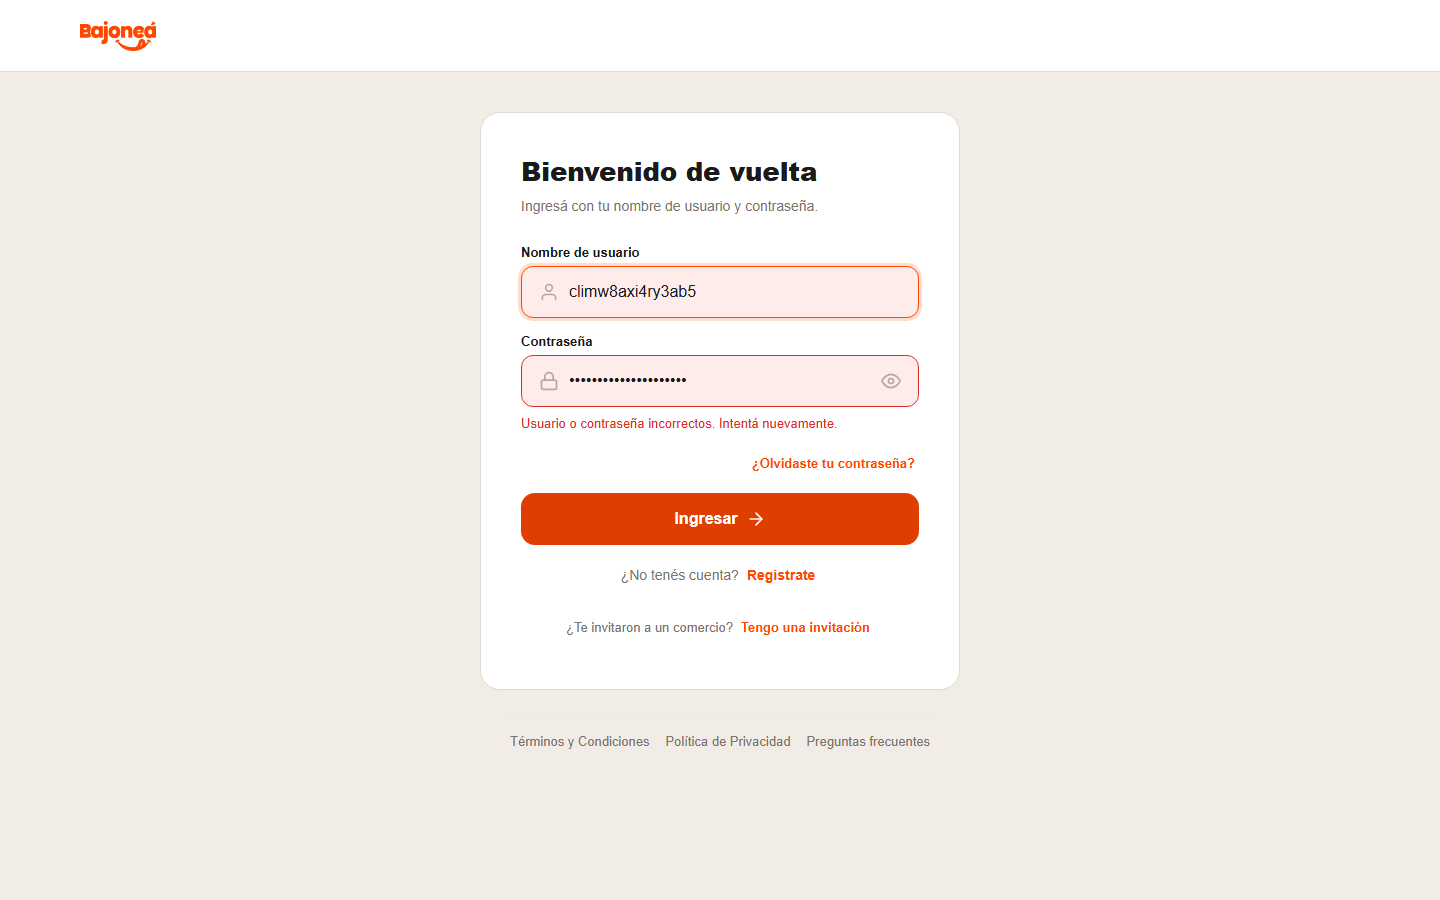 Bajoneá
Bienvenido de vuelta
Ingresá con tu nombre de usuario y contraseña.
Nombre de usuario
climw8axi4ry3ab5
Contraseña
•••••••••••••••••••••
Usuario o contraseña incorrectos. Intentá nuevamente.
¿Olvidaste tu contraseña?
Ingresar →
¿No tenés cuenta? Registrate
¿Te invitaron a un comercio? Tengo una invitación
Términos y Condiciones Política de Privacidad Preguntas frecuentes